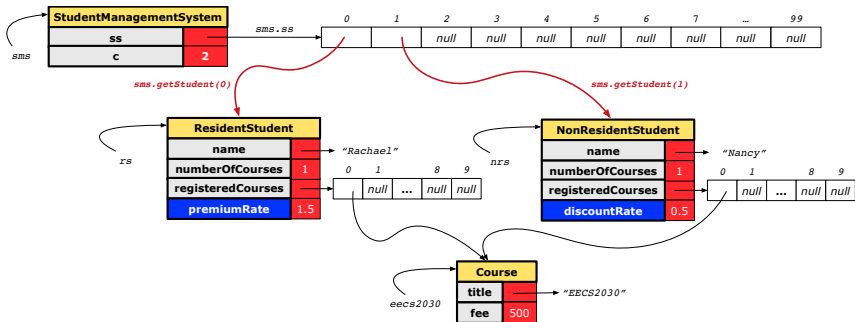 0 1 2 3 4 5 6 7 … 99
StudentManagementSystem
ss
sms.ss
null null null null null null null null
sms
c 2
sms.getStudent(0)
sms.getStudent(1)
ResidentStudent
NonResidentStudent
rs
name
"Rachael"
nrs
name
"Nancy"
numberOfCourses 1
0 1 8 9
numberOfCourses 1
0 1 8 9
registeredCourses
null … null null
registeredCourses
null … null null
premiumRate 1.5
discountRate 0.5
Course
eecs2030
title
"EECS2030"
fee 500